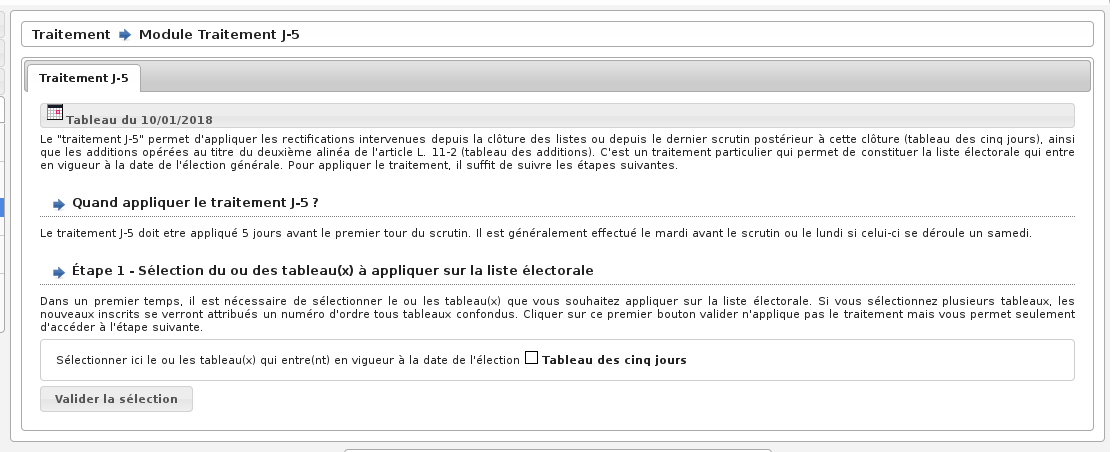 Traitement Module Traitement J-5
Traitement J-5
Tableau du 10/01/2018
Le "traitement J-5" permet d'appliquer les rectifications intervenues depuis la clôture des listes ou depuis le dernier scrutin postérieur à cette clôture (tableau des cinq jours), ainsi
que les additions opérées au titre du deuxième alinéa de l'article L. 11-2 (tableau des additions). C'est un traitement particulier qui permet de constituer la liste électorale qui entre
en vigueur à la date de l'élection générale. Pour appliquer le traitement, il suffit de suivre les étapes suivantes.
Quand appliquer le traitement J-5 ?
Le traitement J-5 doit etre appliqué 5 jours avant le premier tour du scrutin. Il est généralement effectué le mardi avant le scrutin ou le lundi si celui-ci se déroule un samedi.
Étape 1 - Sélection du ou des tableau(x) à appliquer sur la liste électorale
Dans un premier temps, il est nécessaire de sélectionner le ou les tableau(x) que vous souhaitez appliquer sur la liste électorale. Si vous sélectionnez plusieurs tableaux, les
nouveaux inscrits se verront attribués un numéro d'ordre tous tableaux confondus. Cliquer sur ce premier bouton valider n'applique pas le traitement mais vous permet seulement
d'accéder à l'étape suivante.
Sélectionner ici le ou les tableau(x) qui entre(nt) en vigueur à la date de l'élection Tableau des cinq jours
Valider la sélection